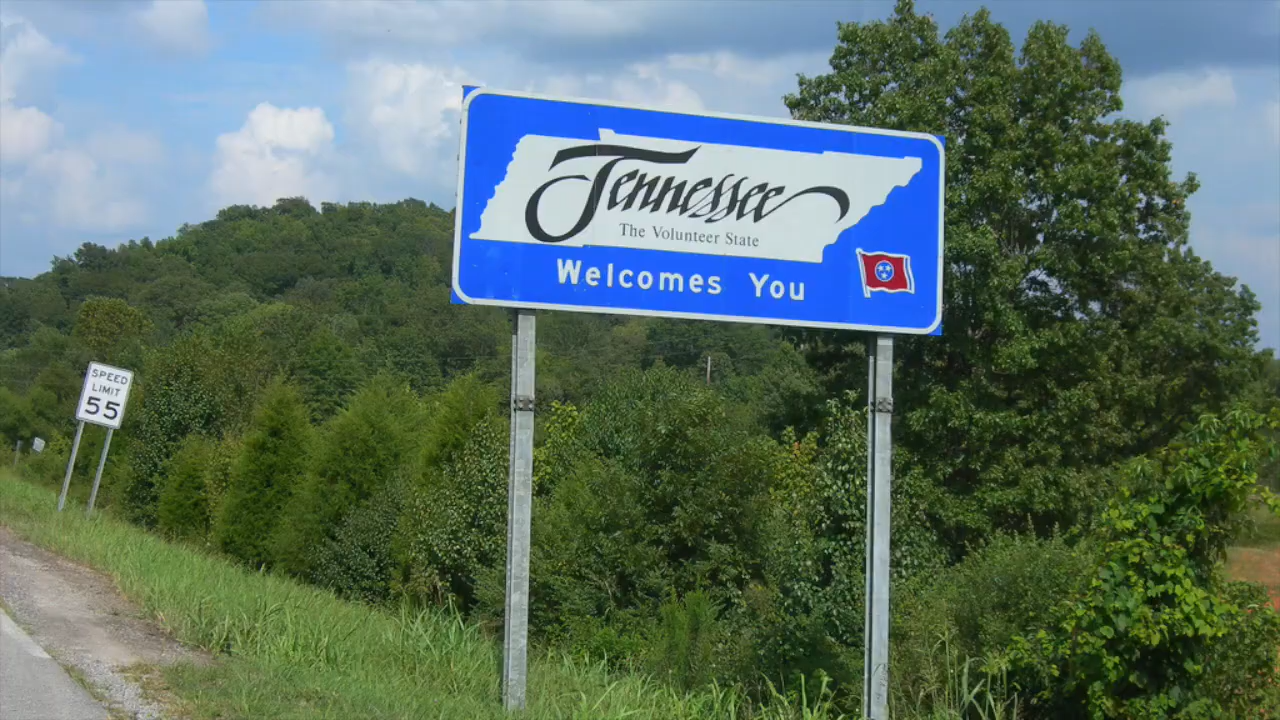 Tennessee
The Volunteer State
Welcomes You
SPEED
LIMIT
55